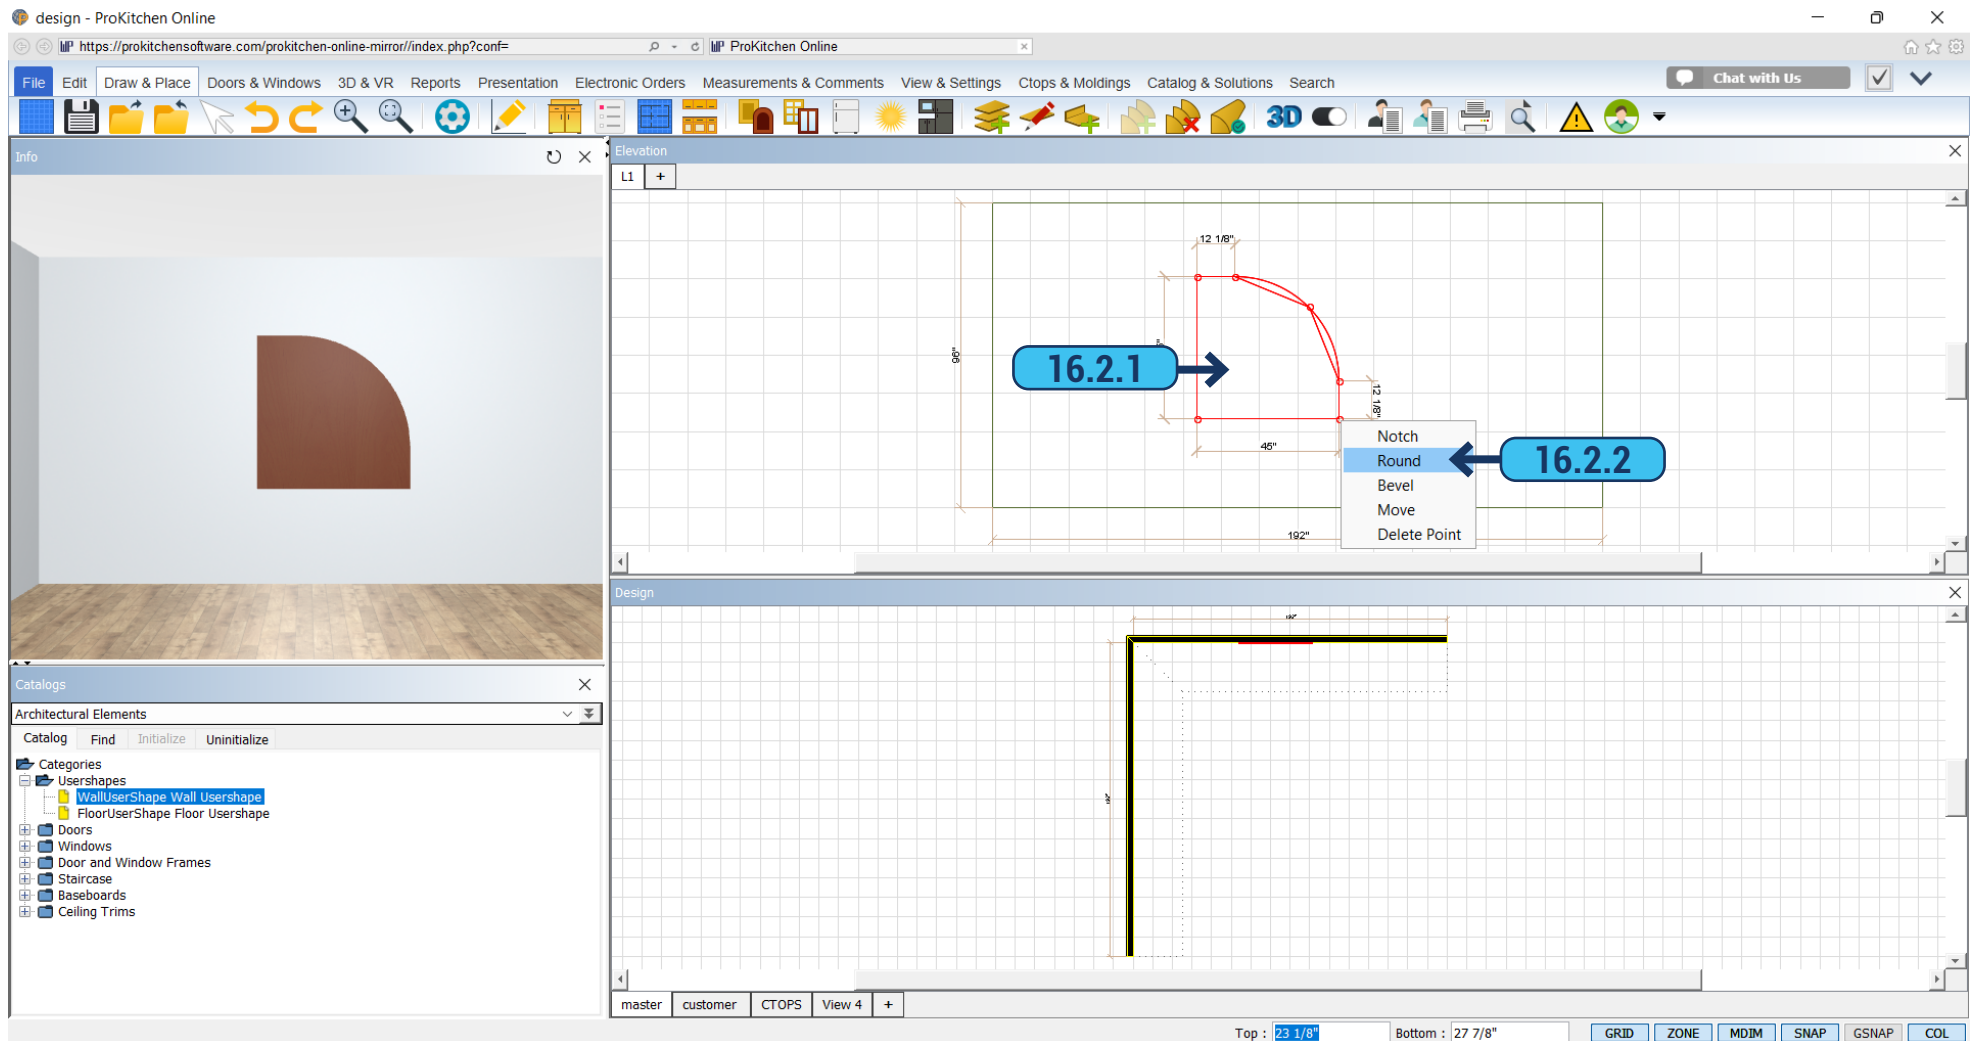 design - ProKitchen Online
https://prokitchensoftware.com/prokitchen-online-mirror//index.php?conf=
ProKitchen Online
File Edit Draw & Place Doors & Windows 3D & VR Reports Presentation Electronic Orders Measurements & Comments View & Settings Ctops & Moldings Catalog & Solutions Search
Chat with Us
3D
Info
Elevation
L1 +
12 1/8"
96"
16.2.1
12 1/8"
45"
Notch
Round
16.2.2
Bevel
Move
Delete Point
192"
Design
Catalogs
Architectural Elements
Catalog Find Initialize Uninitialize
Categories
Usershapes
WallUserShape Wall Usershape
FloorUserShape Floor Usershape
Doors
Windows
Door and Window Frames
Staircase
Baseboards
Ceiling Trims
master customer CTOPS View 4 +
Top : 23 1/8" Bottom : 27 7/8" GRID ZONE MDIM SNAP GSNAP COL